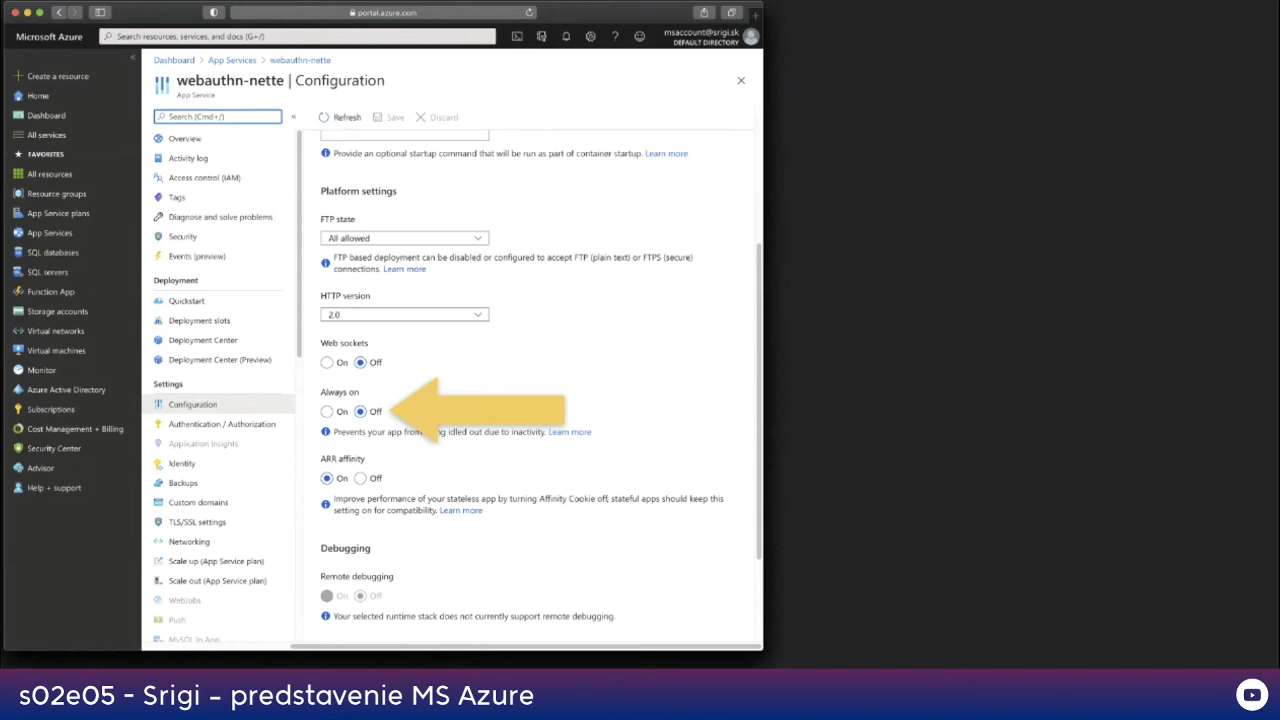 portal.azure.com
Microsoft Azure
Search resources, services, and docs (G+/)
msaccount@srigi.sk
DEFAULT DIRECTORY
Create a resource
Home
Dashboard
All services
FAVORITES
All resources
Resource groups
App Service plans
App Services
SQL databases
SQL servers
Function App
Storage accounts
Virtual networks
Virtual machines
Monitor
Azure Active Directory
Subscriptions
Cost Management + Billing
Security Center
Advisor
Help + support
Dashboard > App Services > webauthn-nette
webauthn-nette | Configuration
App Service
Search (Cmd+/)
Overview
Activity log
Access control (IAM)
Tags
Diagnose and solve problems
Security
Events (preview)
Deployment
Quickstart
Deployment slots
Deployment Center
Deployment Center (Preview)
Settings
Configuration
Authentication / Authorization
Application Insights
Identity
Backups
Custom domains
TLS/SSL settings
Networking
Scale up (App Service plan)
Scale out (App Service plan)
WebJobs
Push
MySQL In App
Refresh Save Discard
Provide an optional startup command that will be run as part of container startup. Learn more
Platform settings
FTP state
All allowed
FTP based deployment can be disabled or configured to accept FTP (plain text) or FTPS (secure)
connections. Learn more
HTTP version
2.0
Web sockets
On Off
Always on
On Off
Prevents your app from idled out due to inactivity. Learn more
ARR affinity
On Off
Improve performance of your stateless app by turning Affinity Cookie off, stateful apps should keep this
setting on for compatibility. Learn more
Debugging
Remote debugging
On Off
Your selected runtime stack does not currently support remote debugging.
s02e05 - Srigi - predstavenie MS Azure